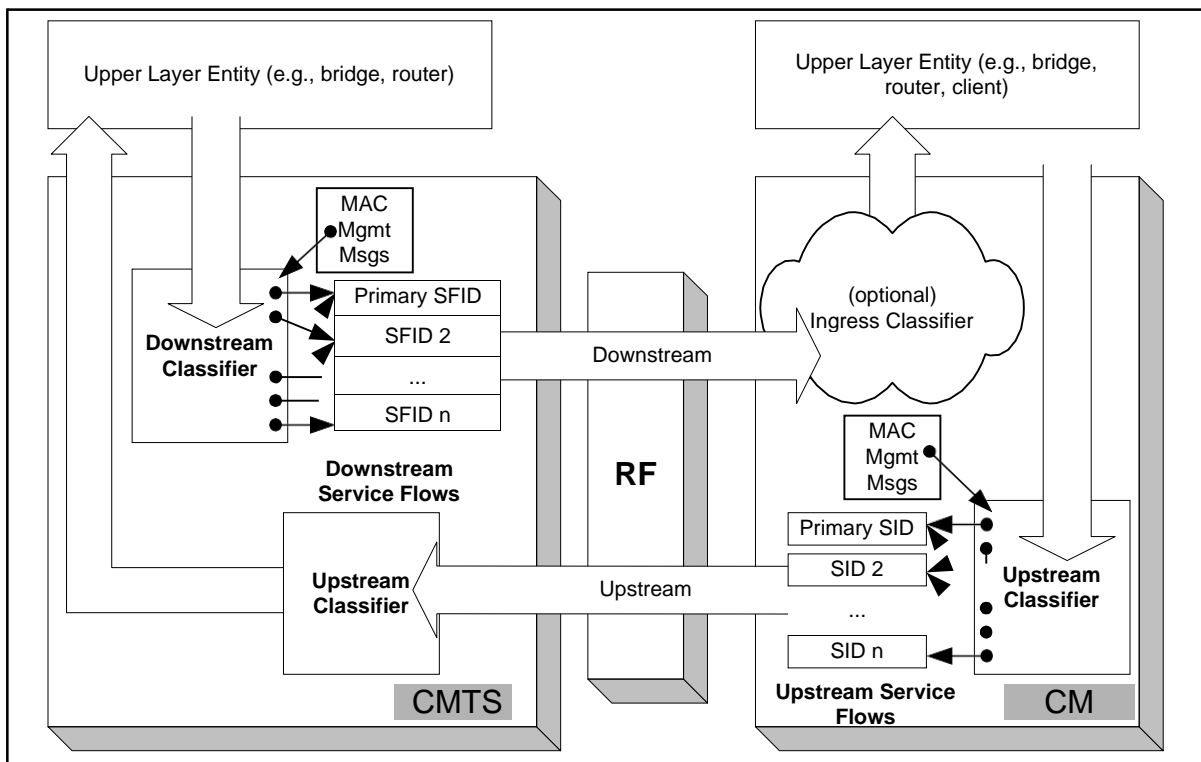 Upper Layer Entity (e.g., bridge, router)
Upper Layer Entity (e.g., bridge,
router, client)
MAC
Mgmt
Msgs
Primary SFID
SFID 2
...
SFID n
Downstream
Classifier
Downstream
Service Flows
Downstream
(optional)
Ingress Classifier
RF
MAC
Mgmt
Msgs
Primary SID
SID 2
...
SID n
Upstream
Classifier
Upstream
Upstream
Classifier
Upstream Service
Flows
CMTS
CM